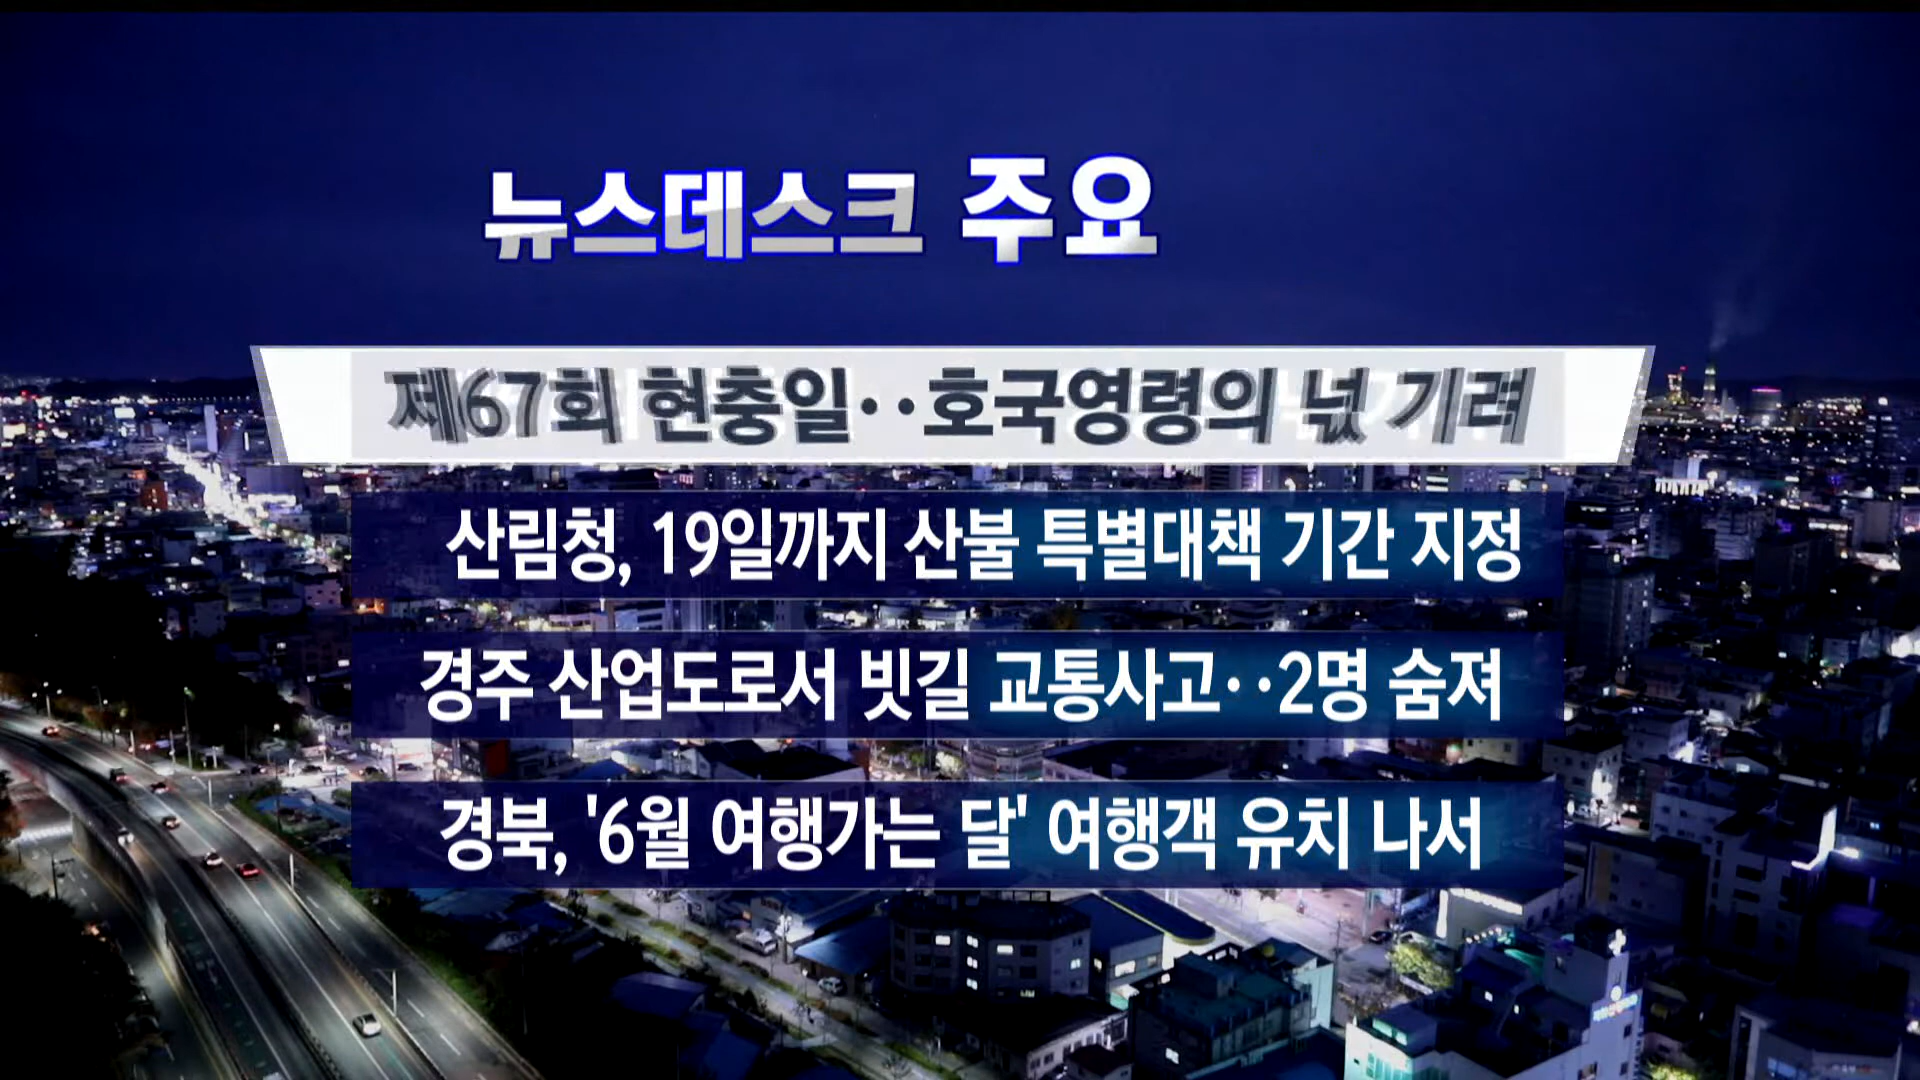 뉴스데스크 주요
제67회 현충일‥호국영령의 넋 기려
산림청, 19일까지 산불 특별대책 기간 지정
경주 산업도로서 빗길 교통사고‥2명 숨져
경북, '6월 여행가는 달' 여행객 유치 나서